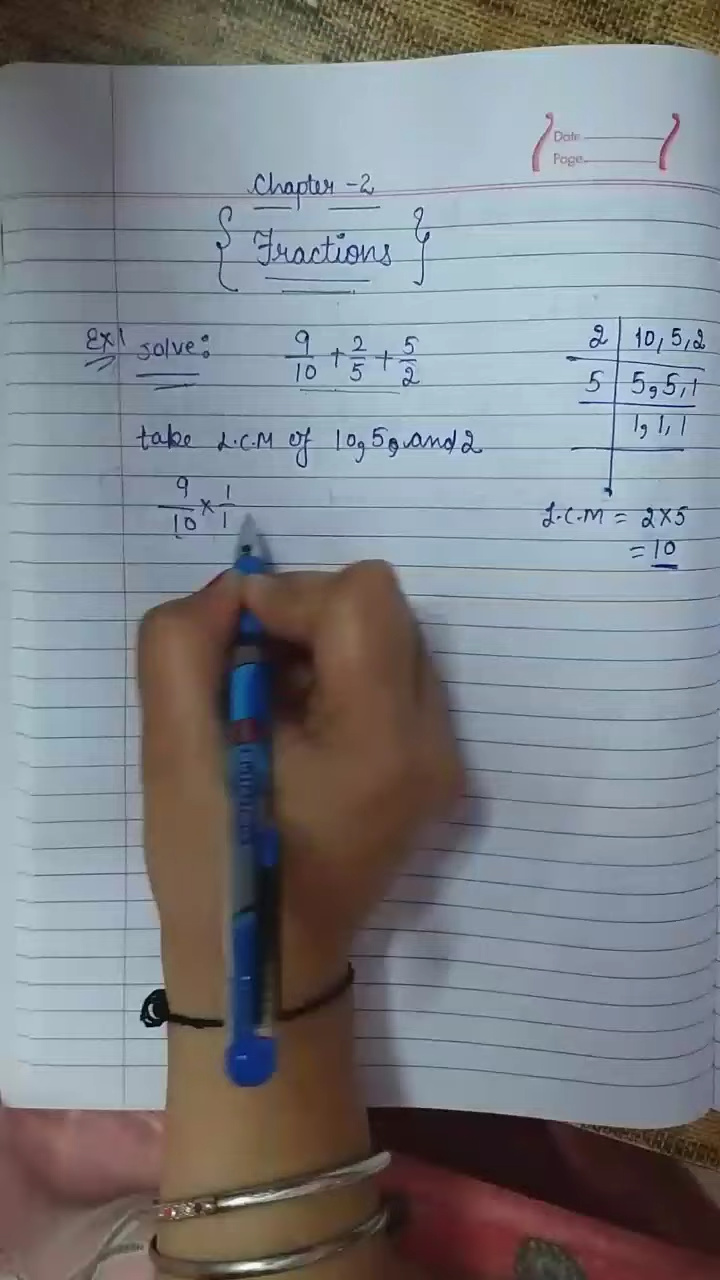 Date
Page
Chapter - 2
{ Fractions }
Ex1 solve: 9/10 + 2/5 + 5/2
take L.C.M of 10, 5, and 2
9/10 × 1/1
2 | 10, 5, 2
5 | 5, 5, 1
| 1, 1, 1
L.C.M = 2×5
= 10